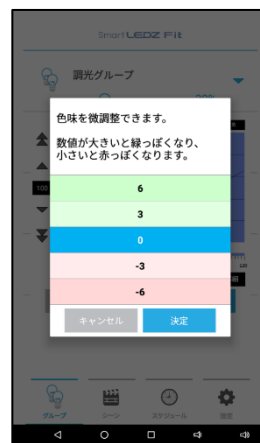 Smart LEDZ Fit
調光グループ
色味を微調整できます。
数値が大きいと緑っぽくなり、
小さいと赤っぽくなります。
100
6
3
0
-3
-6
キャンセル
決定
グループ
シーン
スケジュール
設定